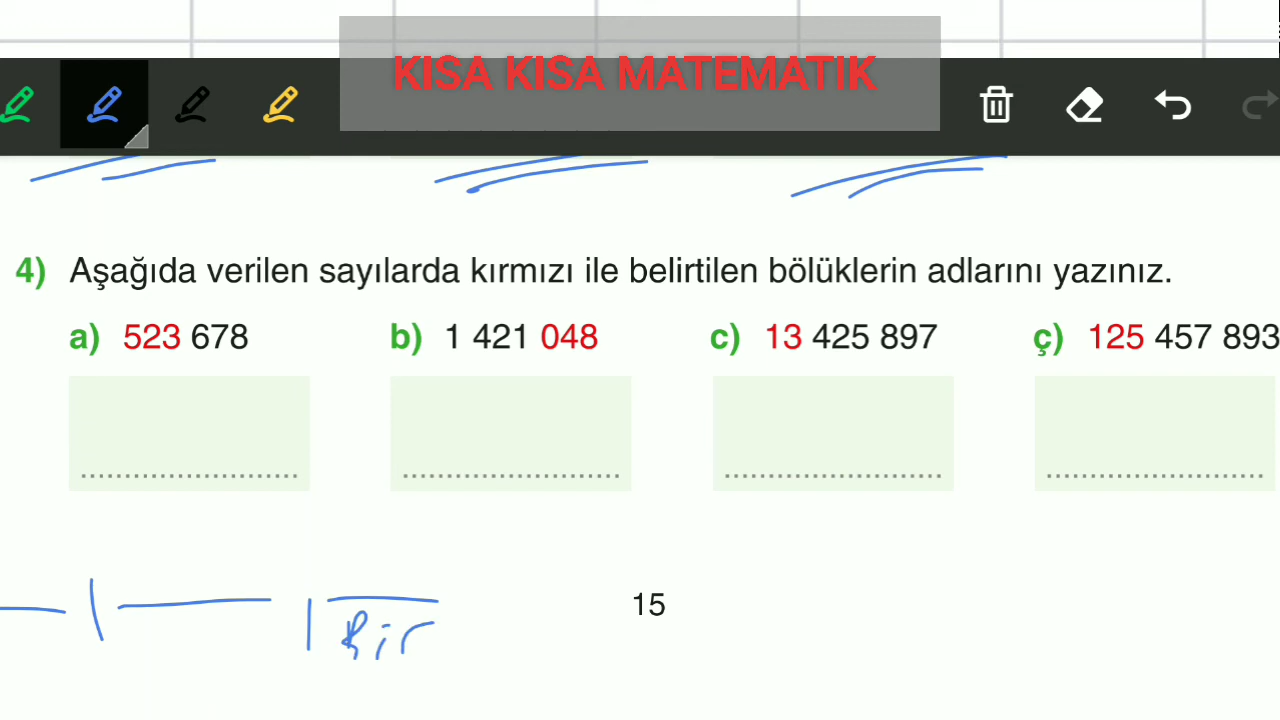 KISA KISA MATEMATIK
4) Aşağıda verilen sayılarda kırmızı ile belirtilen bölüklerin adlarını yazınız.
a) 523 678 b) 1 421 048 c) 13 425 897 ç) 125 457 893
........................... ........................... ........................... ...........................
15
Bir